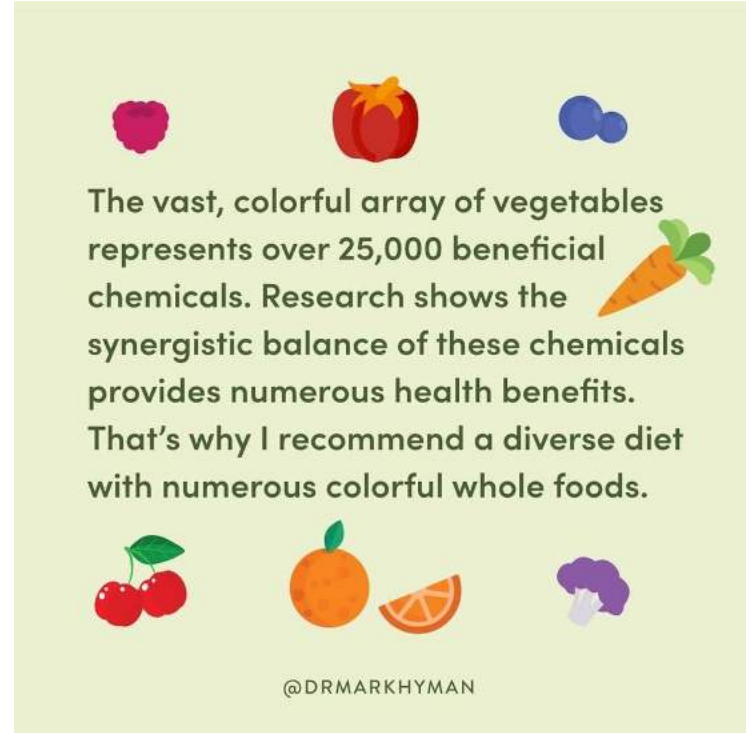 The vast, colorful array of vegetables
represents over 25,000 beneficial
chemicals. Research shows the
synergistic balance of these chemicals
provides numerous health benefits.
That's why I recommend a diverse diet
with numerous colorful whole foods.
@DRMARKHYMAN